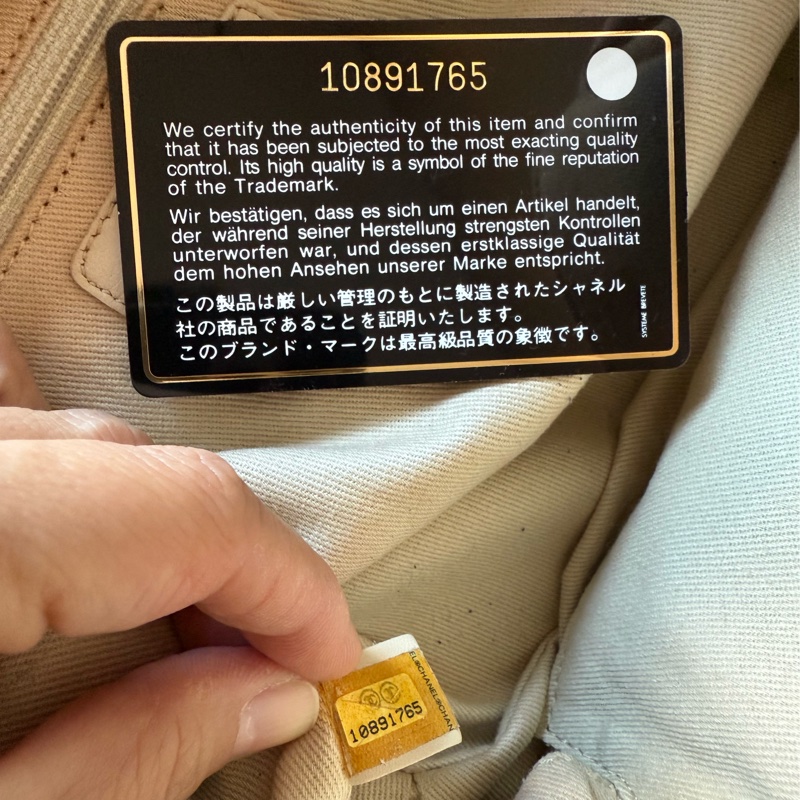 10891765
We certify the authenticity of this item and confirm
that it has been subjected to the most exacting quality
control. Its high quality is a symbol of the fine reputation
of the Trademark.
Wir bestätigen, dass es sich um einen Artikel handelt,
der während seiner Herstellung strengsten Kontrollen
unterworfen war, und dessen erstklassige Qualität
dem hohen Ansehen unserer Marke entspricht.
この製品は厳しい管理のもとに製造されたシャネル
社の商品であることを証明いたします。
このブランド・マークは最高級品質の象徴です。
SYSTEME BREVETE
EL CHANEL CHAN
10891765